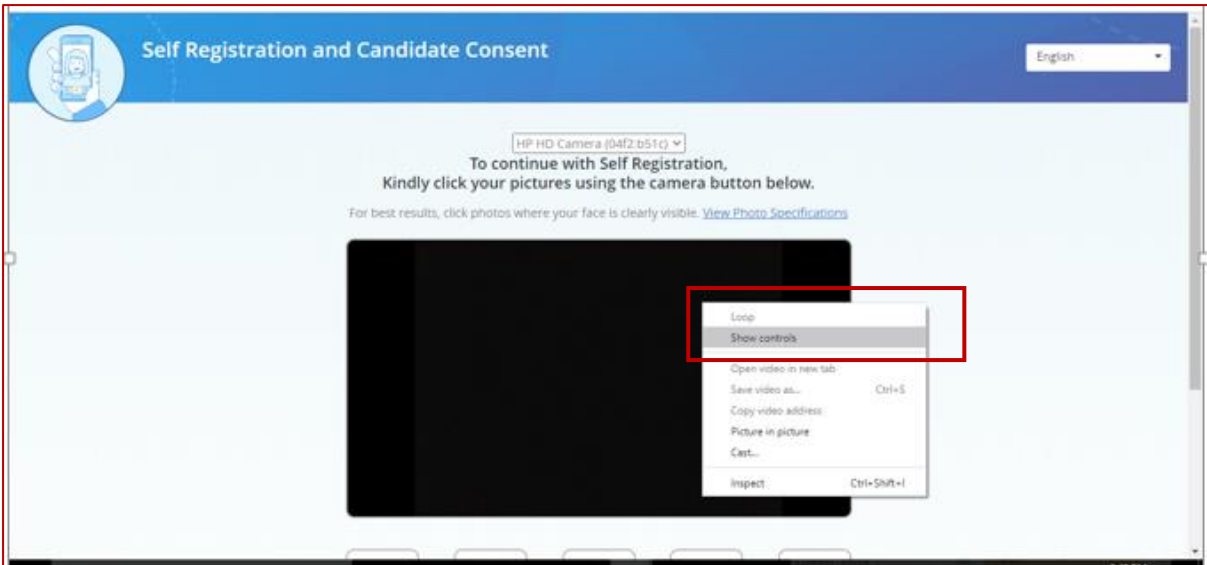 Self Registration and Candidate Consent
English
HP HD Camera (04f2:b51c)
To continue with Self Registration,
Kindly click your pictures using the camera button below.
For best results, click photos where your face is clearly visible. View Photo Specifications
Loop
Show controls
Open video in new tab
Save video as... Ctrl+S
Copy video address
Picture in picture
Cast...
Inspect Ctrl+Shift+I